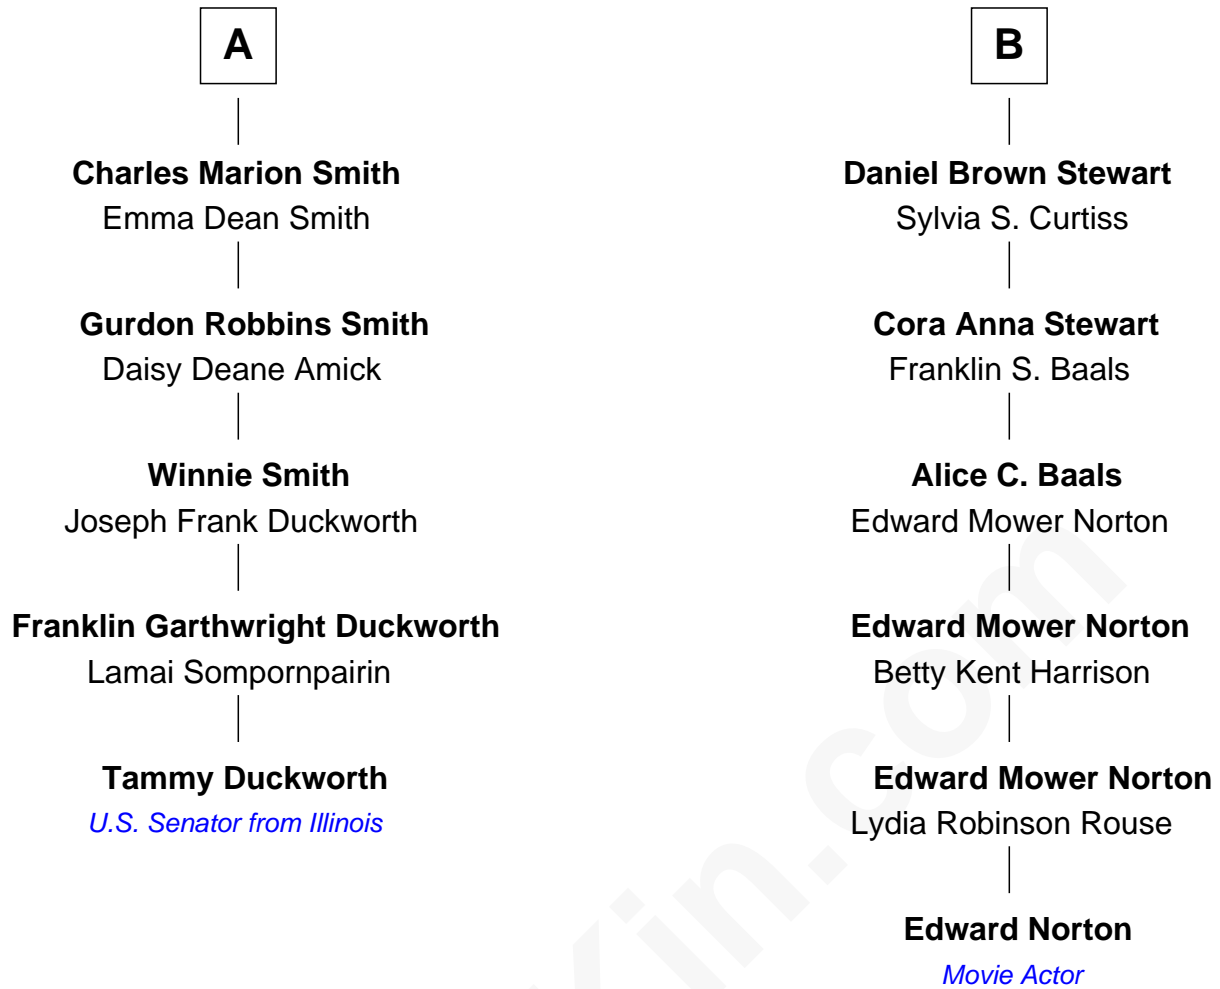 A
Charles Marion Smith
Emma Dean Smith
Gurdon Robbins Smith
Daisy Deane Amick
Winnie Smith
Joseph Frank Duckworth
Franklin Garthwright Duckworth
Lamai Sompornpairin
Tammy Duckworth
U.S. Senator from Illinois
B
Daniel Brown Stewart
Sylvia S. Curtiss
Cora Anna Stewart
Franklin S. Baals
Alice C. Baals
Edward Mower Norton
Edward Mower Norton
Betty Kent Harrison
Edward Mower Norton
Lydia Robinson Rouse
Edward Norton
Movie Actor
in.com